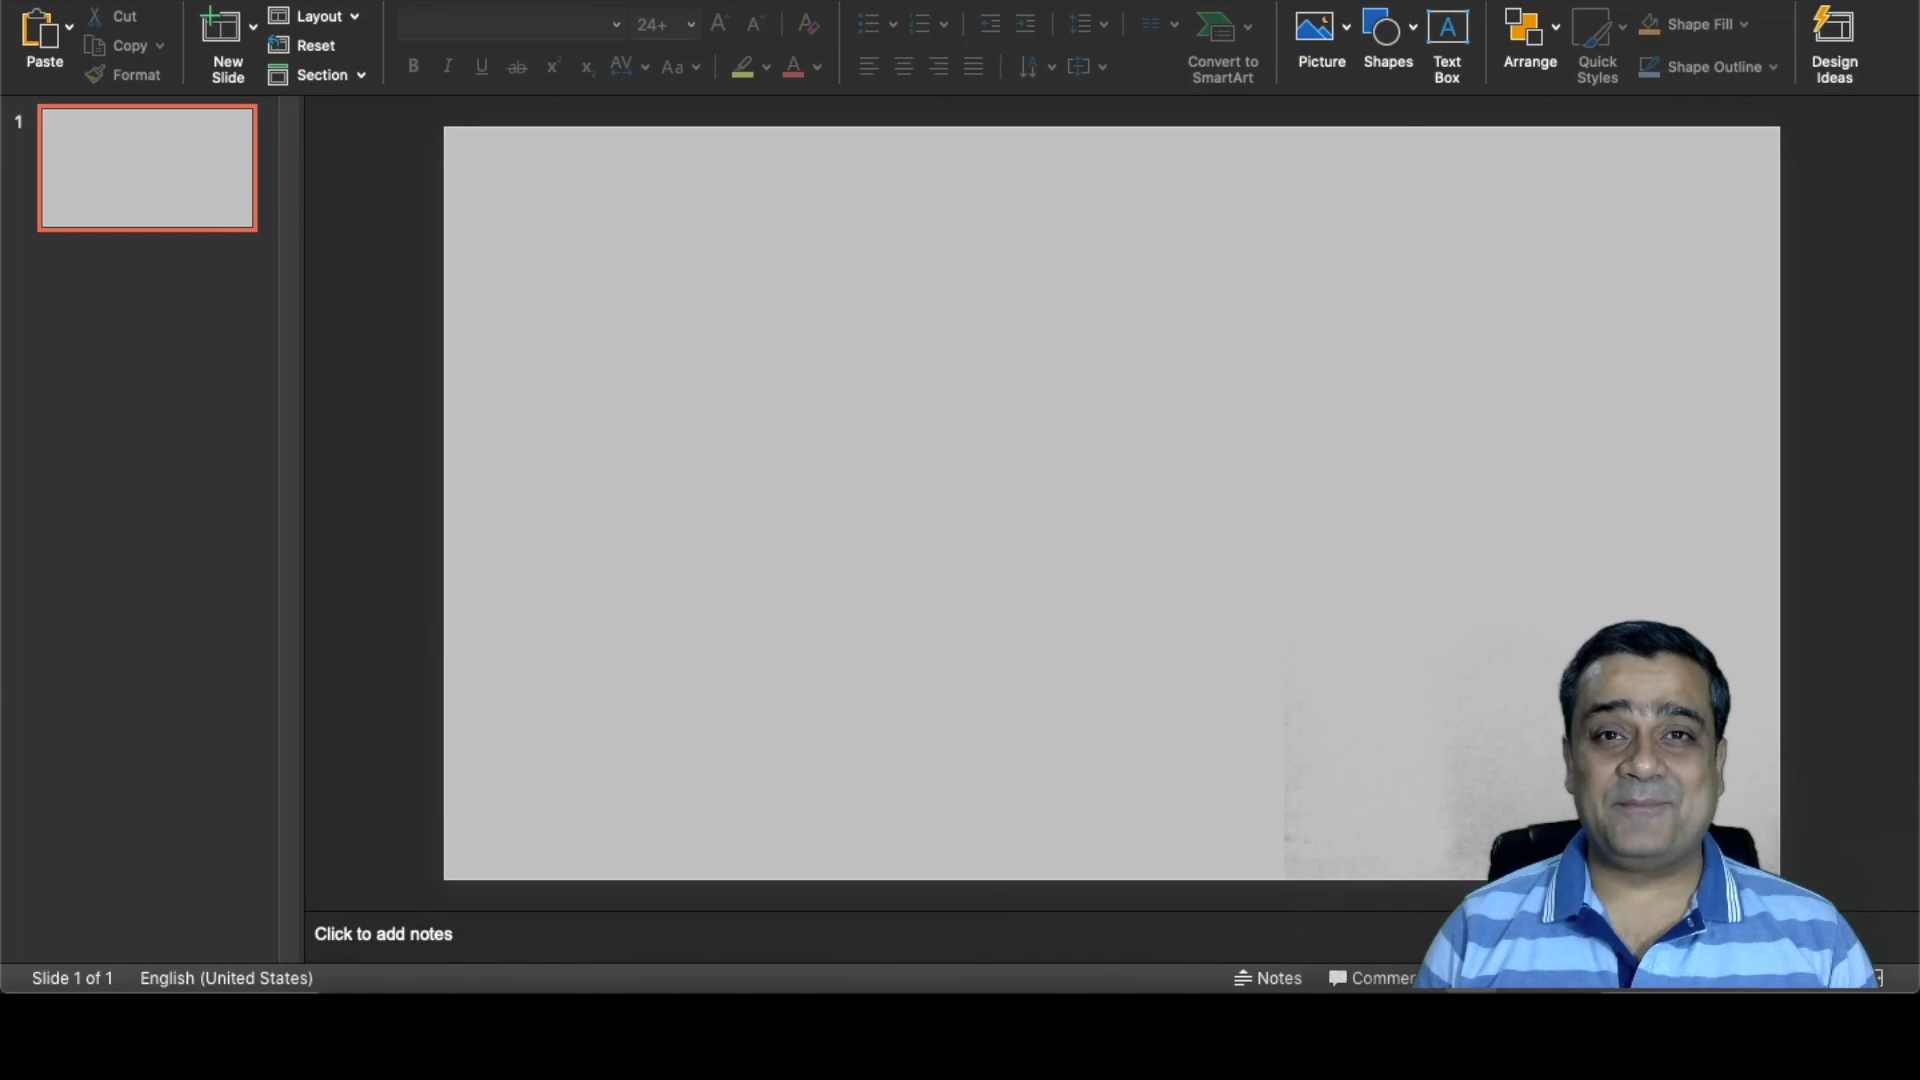 Paste
Cut
Copy
Format
New
Slide
Layout
Reset
Section
24+
Convert to
SmartArt
Picture
Shapes
Text
Box
Arrange
Quick
Styles
Shape Fill
Shape Outline
Design
Ideas
1
Click to add notes
Slide 1 of 1
English (United States)
Notes
Commer